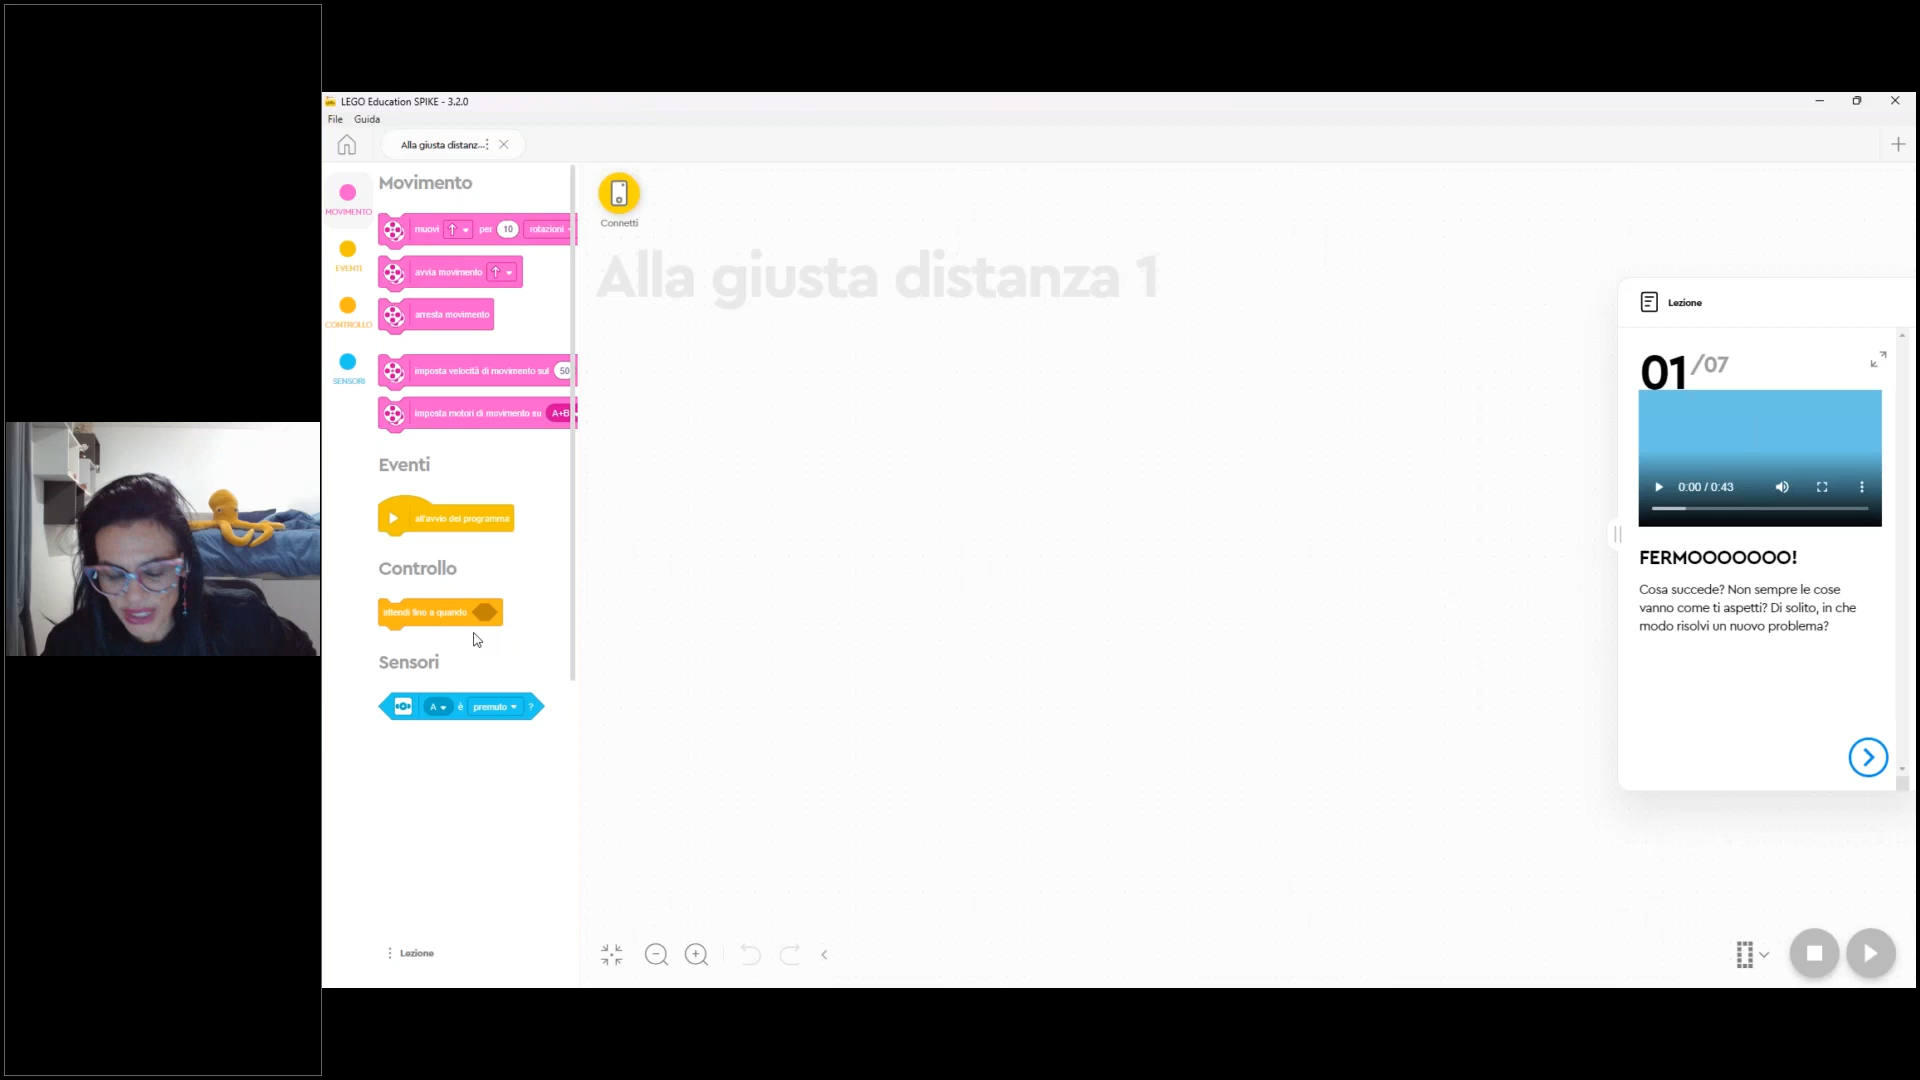 LEGO Education SPIKE - 3.2.0
File Guida
Alla giusta distanz...
MOVIMENTO
EVENTI
CONTROLLO
SENSORI
Movimento
muovi per 10 rotazioni
avvia movimento
arresta movimento
imposta velocità di movimento sul 50
imposta motori di movimento su A+B
Eventi
all'avvio del programma
Controllo
attendi fino a quando
Sensori
A è premuto ?
Lezione
Connetti
Alla giusta distanza 1
Lezione
01/07
0:00 / 0:43
FERMOOOOOOO!
Cosa succede? Non sempre le cose
vanno come ti aspetti? Di solito, in che
modo risolvi un nuovo problema?